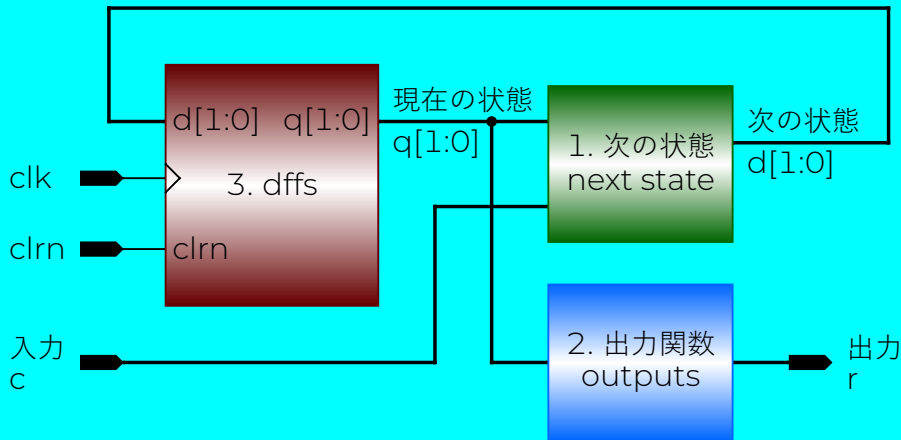 d[1:0] q[1:0]
3. dffs
clrn
clk
clrn
入力
c
現在の状態
q[1:0]
1. 次の状態
next state
次の状態
d[1:0]
2. 出力関数
outputs
出力
r